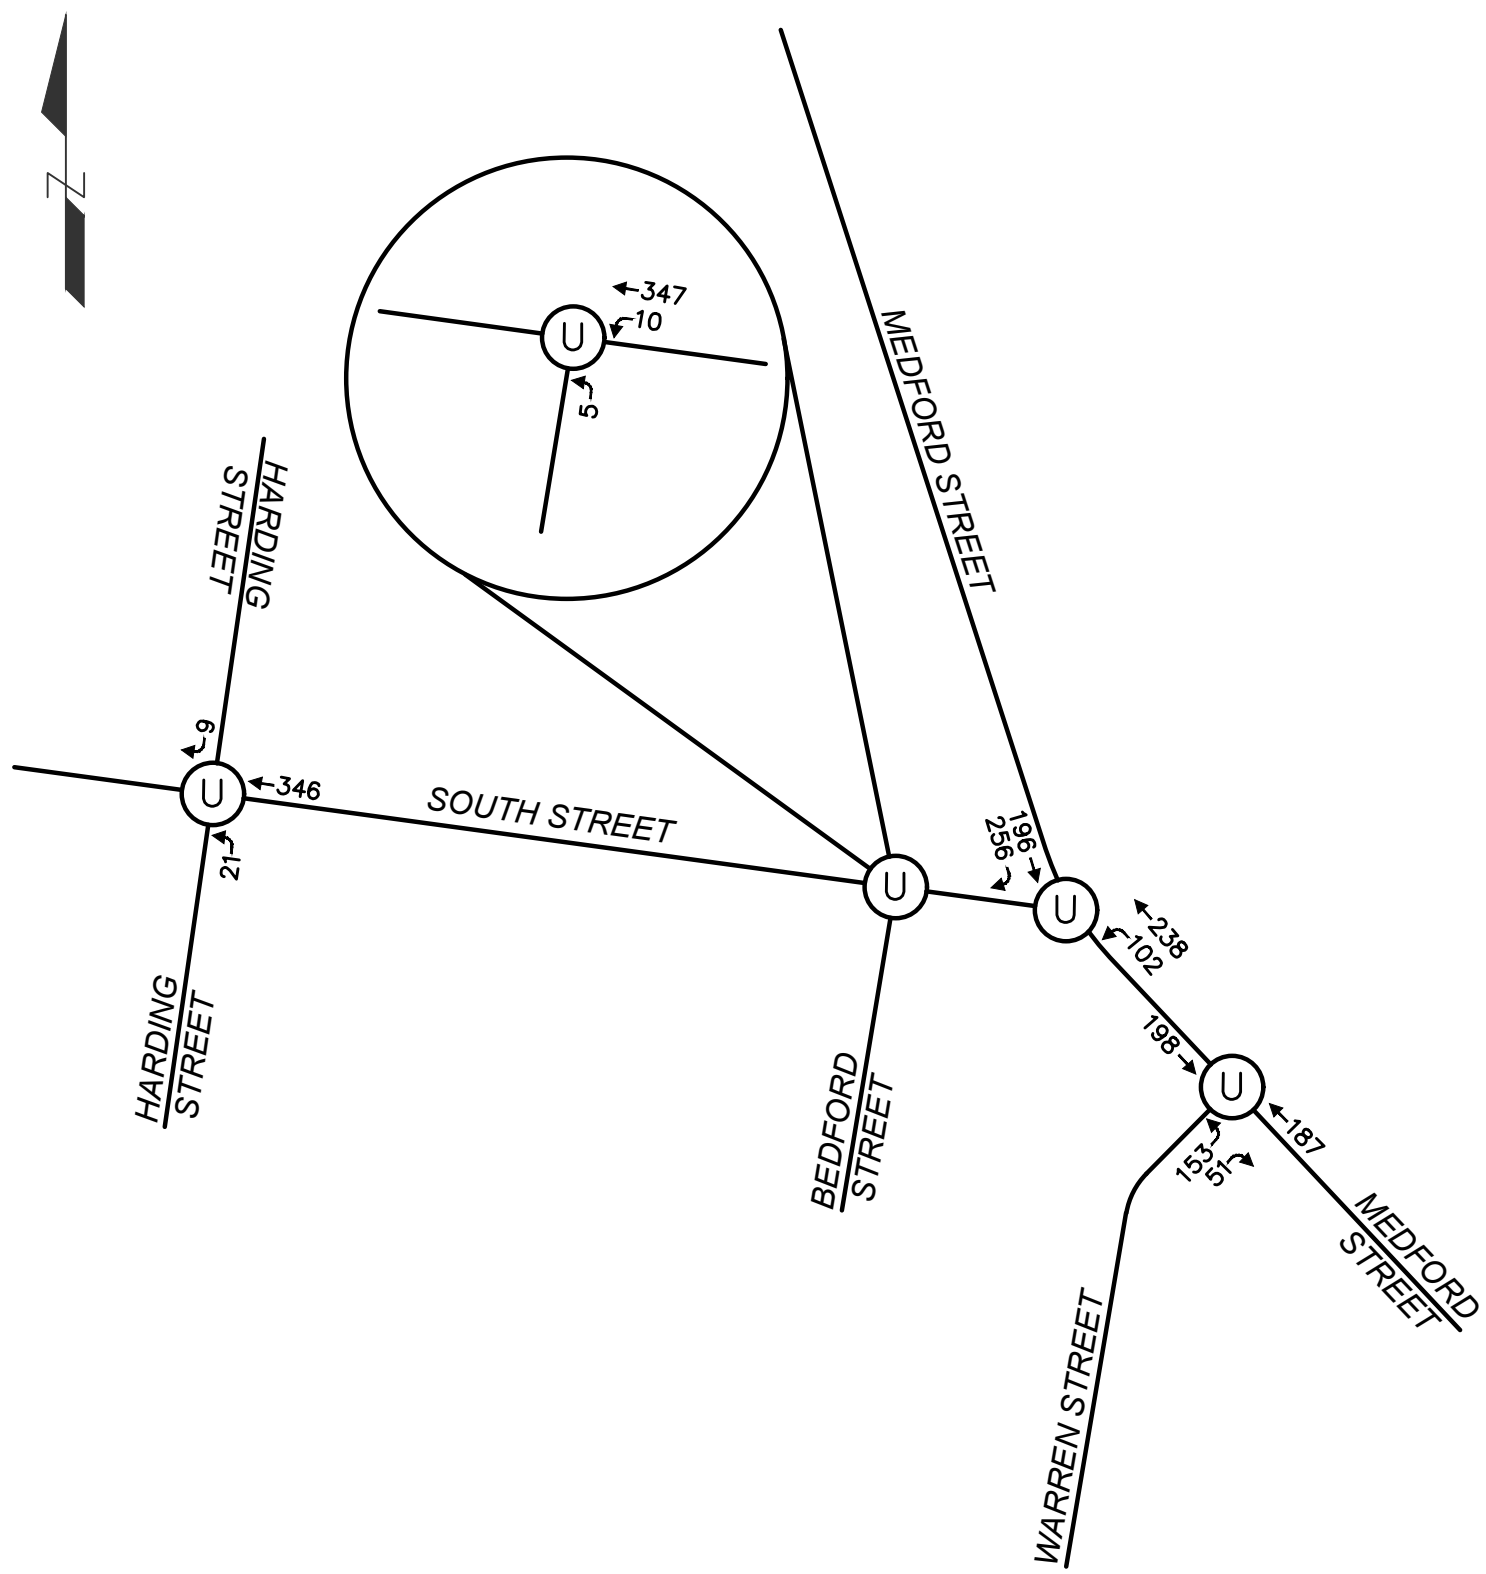 N
347
U
10
5
MEDFORD STREET
HARDING
STREET
9
U
346
21
SOUTH STREET
U
196
256
U
238
102
198
U
187
153
51
HARDING
STREET
BEDFORD
STREET
MEDFORD
STREET
WARREN STREET